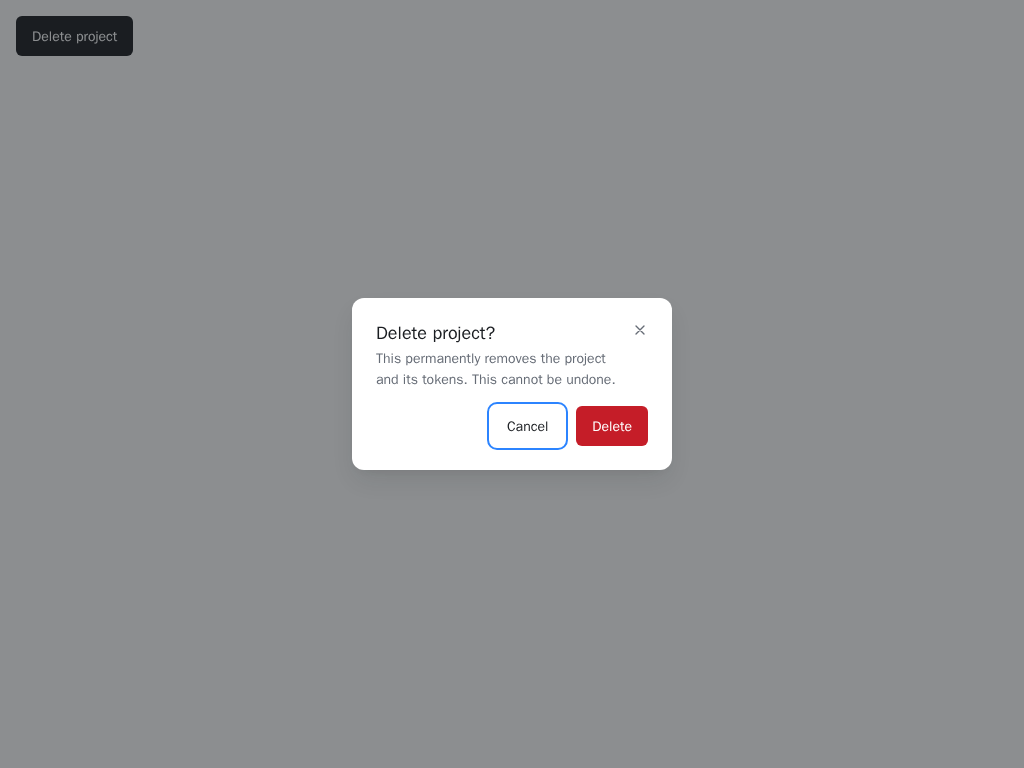 Delete project
Delete project?
This permanently removes the project
and its tokens. This cannot be undone.
Cancel
Delete